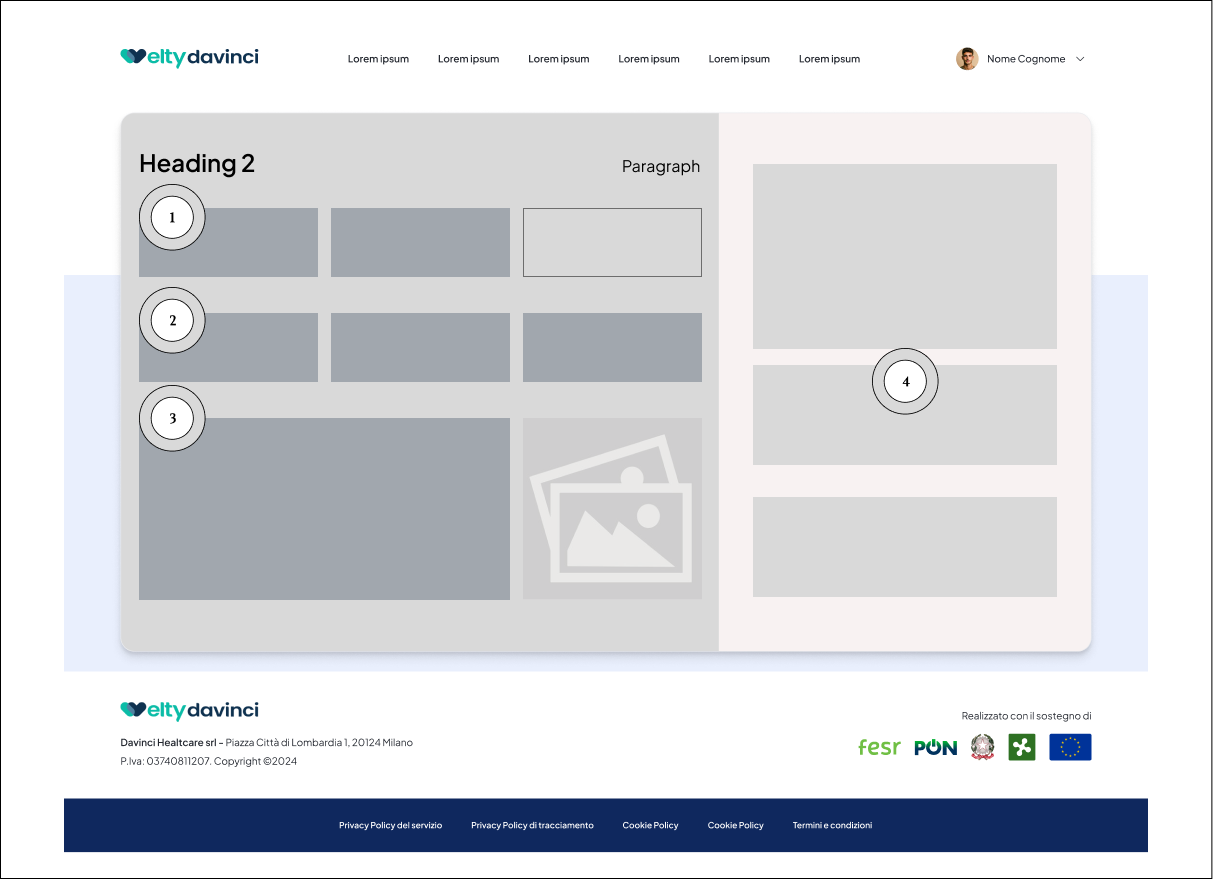 eltydavinci
Lorem ipsum Lorem ipsum Lorem ipsum Lorem ipsum Lorem ipsum Lorem ipsum
Nome Cognome
Heading 2
Paragraph
1
2
3
4
eltydavinci
Davinci Healtcare srl - Piazza Città di Lombardia 1, 20124 Milano
P.Iva: 03740811207. Copyright ©2024
Realizzato con il sostegno di
fesr PON
Privacy Policy del servizio Privacy Policy di tracciamento Cookie Policy Cookie Policy Termini e condizioni